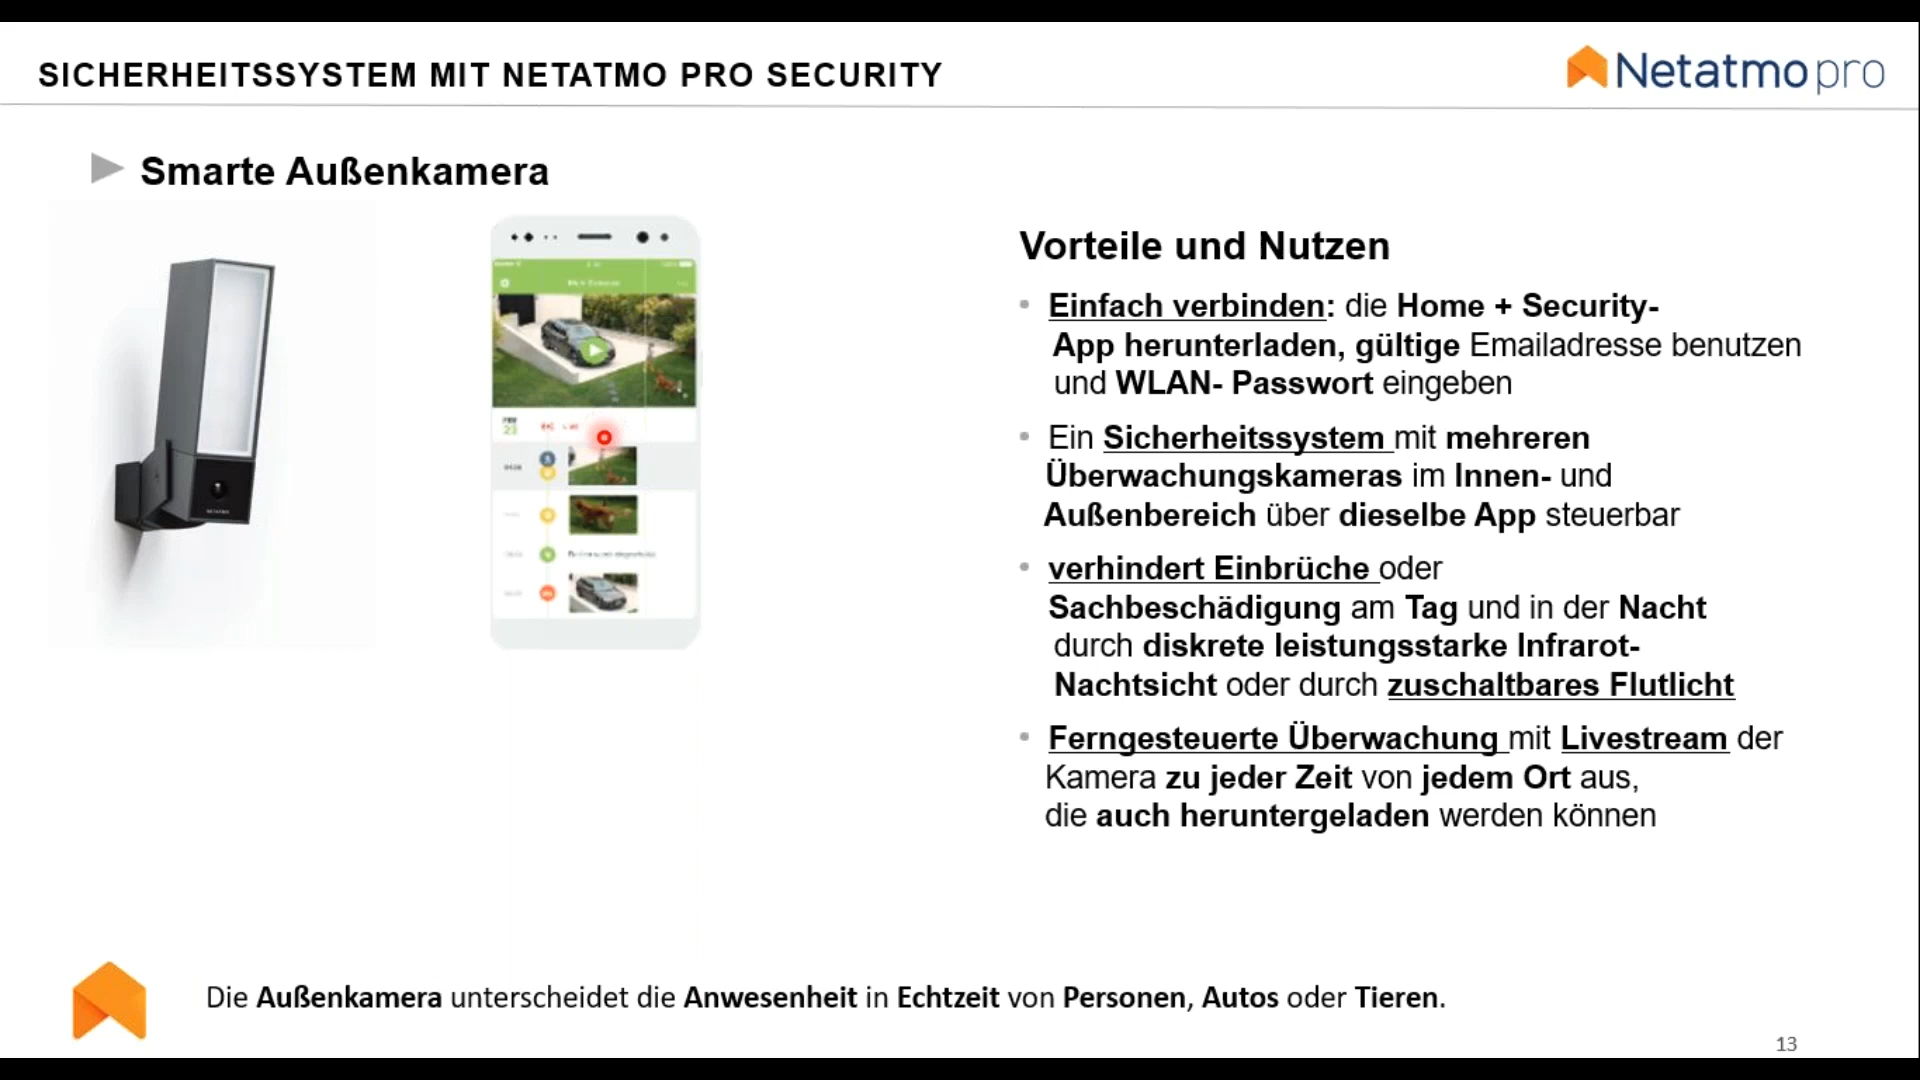 SICHERHEITSSYSTEM MIT NETATMO PRO SECURITY
Netatmo pro
Smarte Außenkamera
Vorteile und Nutzen
Einfach verbinden: die Home + Security-
App herunterladen, gültige Emailadresse benutzen
und WLAN- Passwort eingeben
Ein Sicherheitssystem mit mehreren
Überwachungskameras im Innen- und
Außenbereich über dieselbe App steuerbar
verhindert Einbrüche oder
Sachbeschädigung am Tag und in der Nacht
durch diskrete leistungsstarke Infrarot-
Nachtsicht oder durch zuschaltbares Flutlicht
Ferngesteuerte Überwachung mit Livestream der
Kamera zu jeder Zeit von jedem Ort aus,
die auch heruntergeladen werden können
Die Außenkamera unterscheidet die Anwesenheit in Echtzeit von Personen, Autos oder Tieren.
13